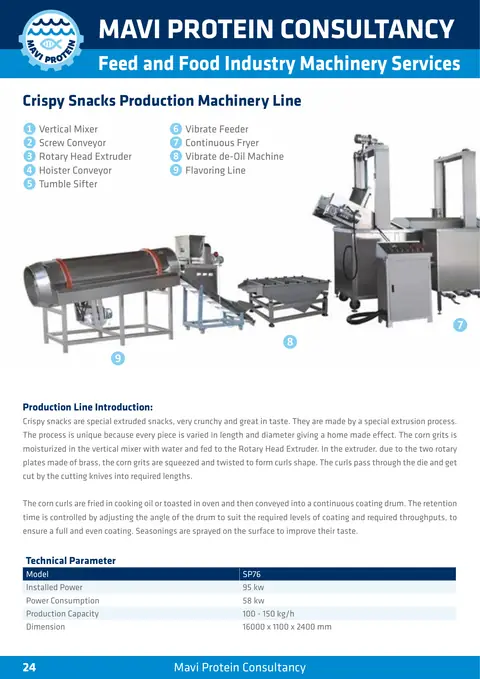 MAVI PROTEIN
MAVI PROTEIN CONSULTANCY
Feed and Food Industry Machinery Services
Crispy Snacks Production Machinery Line
1 Vertical Mixer
2 Screw Conveyor
3 Rotary Head Extruder
4 Hoister Conveyor
5 Tumble Sifter
6 Vibrate Feeder
7 Continuous Fryer
8 Vibrate de-Oil Machine
9 Flavoring Line
7
8
9
Production Line Introduction:
Crispy snacks are special extruded snacks, very crunchy and great in taste. They are made by a special extrusion process.
The process is unique because every piece is varied in length and diameter giving a home made effect. The corn grits is
moisturized in the vertical mixer with water and fed to the Rotary Head Extruder. In the extruder, due to the two rotary
plates made of brass, the corn grits are squeezed and twisted to form curls shape. The curls pass through the die and get
cut by the cutting knives into required lengths.
The corn curls are fried in cooking oil or toasted in oven and then conveyed into a continuous coating drum. The retention
time is controlled by adjusting the angle of the drum to suit the required levels of coating and required throughputs, to
ensure a full and even coating. Seasonings are sprayed on the surface to improve their taste.
Technical Parameter
Model SP76
Installed Power 95 kw
Power Consumption 58 kw
Production Capacity 100 - 150 kg/h
Dimension 16000 x 1100 x 2400 mm
24 Mavi Protein Consultancy